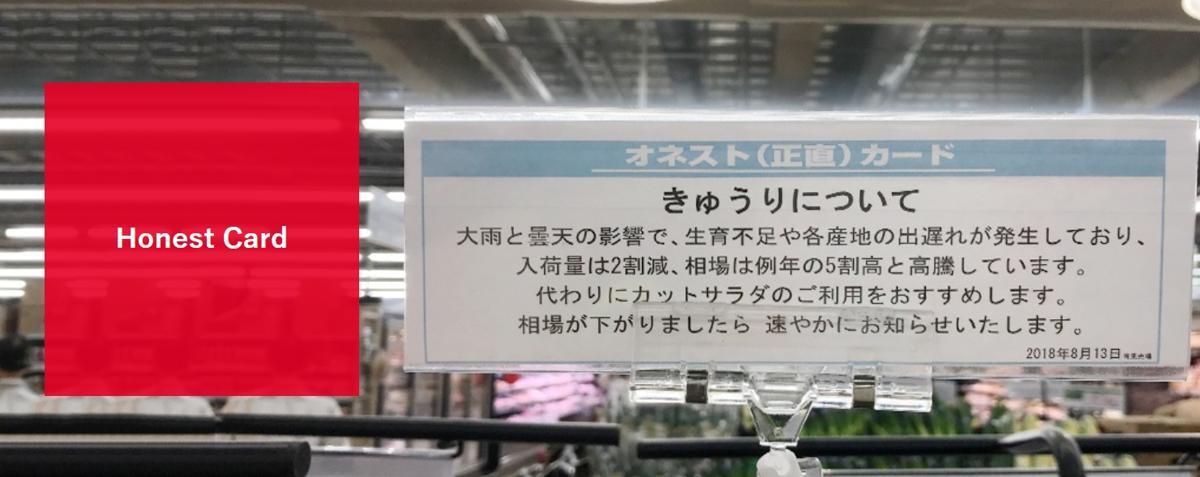 Honest Card
オネスト(正直)カード
きゅうりについて
大雨と曇天の影響で、生育不足や各産地の出遅れが発生しており、
入荷量は2割減、相場は例年の5割高と高騰しています。
代わりにカットサラダのご利用をおすすめします。
相場が下がりましたら 速やかにお知らせいたします。
2018年8月13日